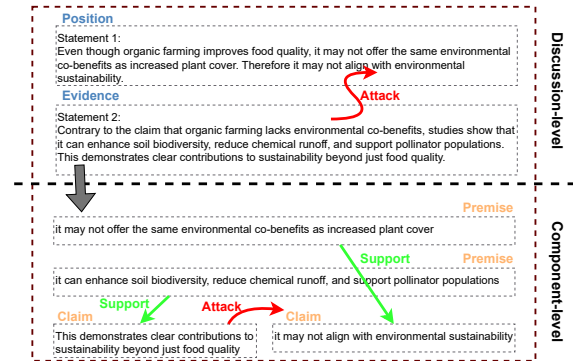 Position
Statement 1:
Even though organic farming improves food quality, it may not offer the same environmental
co-benefits as increased plant cover. Therefore it may not align with environmental
sustainability.
Attack
Evidence
Statement 2:
Contrary to the claim that organic farming lacks environmental co-benefits, studies show that
it can enhance soil biodiversity, reduce chemical runoff, and support pollinator populations.
This demonstrates clear contributions to sustainability beyond just food quality.
Discussion-level
Premise
it may not offer the same environmental co-benefits as increased plant cover
Support
Premise
it can enhance soil biodiversity, reduce chemical runoff, and support pollinator populations
Support
Attack
Claim
This demonstrates clear contributions to
sustainability beyond just food quality
Claim
it may not align with environmental sustainability
Component-level